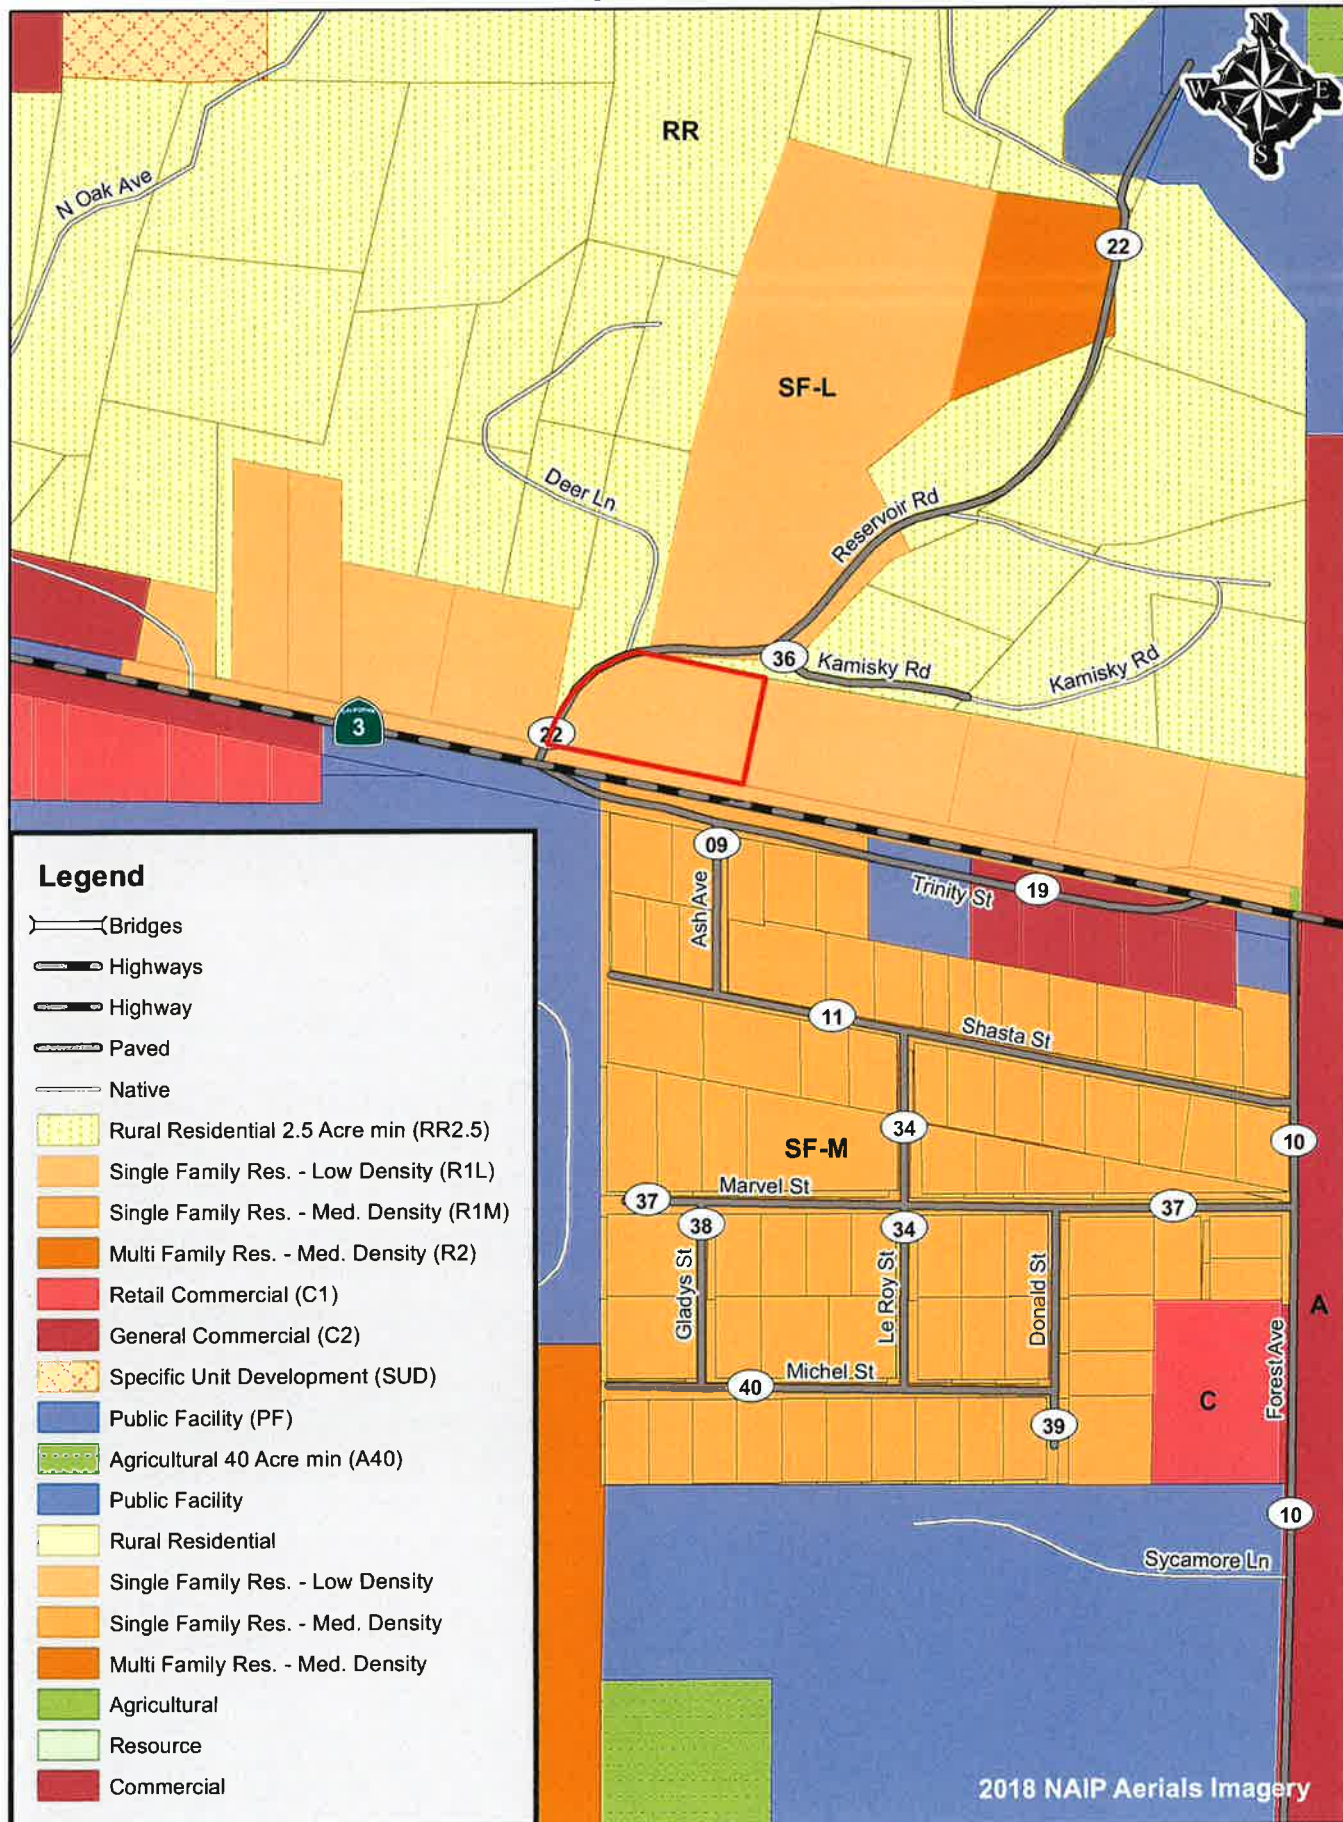 N
W
E
S
RR
N Oak Ave
22
SF-L
Deer Ln
Reservoir Rd
36
Kamisky Rd
Kamisky Rd
22
CALIFORNIA
3
09
Ash Ave
Trinity St
19
11
Shasta St
34
10
SF-M
Marvel St
37
37
38
34
Gladys St
Le Roy St
Donald St
A
Forest Ave
Michel St
40
C
39
10
Sycamore Ln
Legend
Bridges
Highways
Highway
Paved
Native
Rural Residential 2.5 Acre min (RR2.5)
Single Family Res. - Low Density (R1L)
Single Family Res. - Med. Density (R1M)
Multi Family Res. - Med. Density (R2)
Retail Commercial (C1)
General Commercial (C2)
Specific Unit Development (SUD)
Public Facility (PF)
Agricultural 40 Acre min (A40)
Public Facility
Rural Residential
Single Family Res. - Low Density
Single Family Res. - Med. Density
Multi Family Res. - Med. Density
Agricultural
Resource
Commercial
2018 NAIP Aerials Imagery